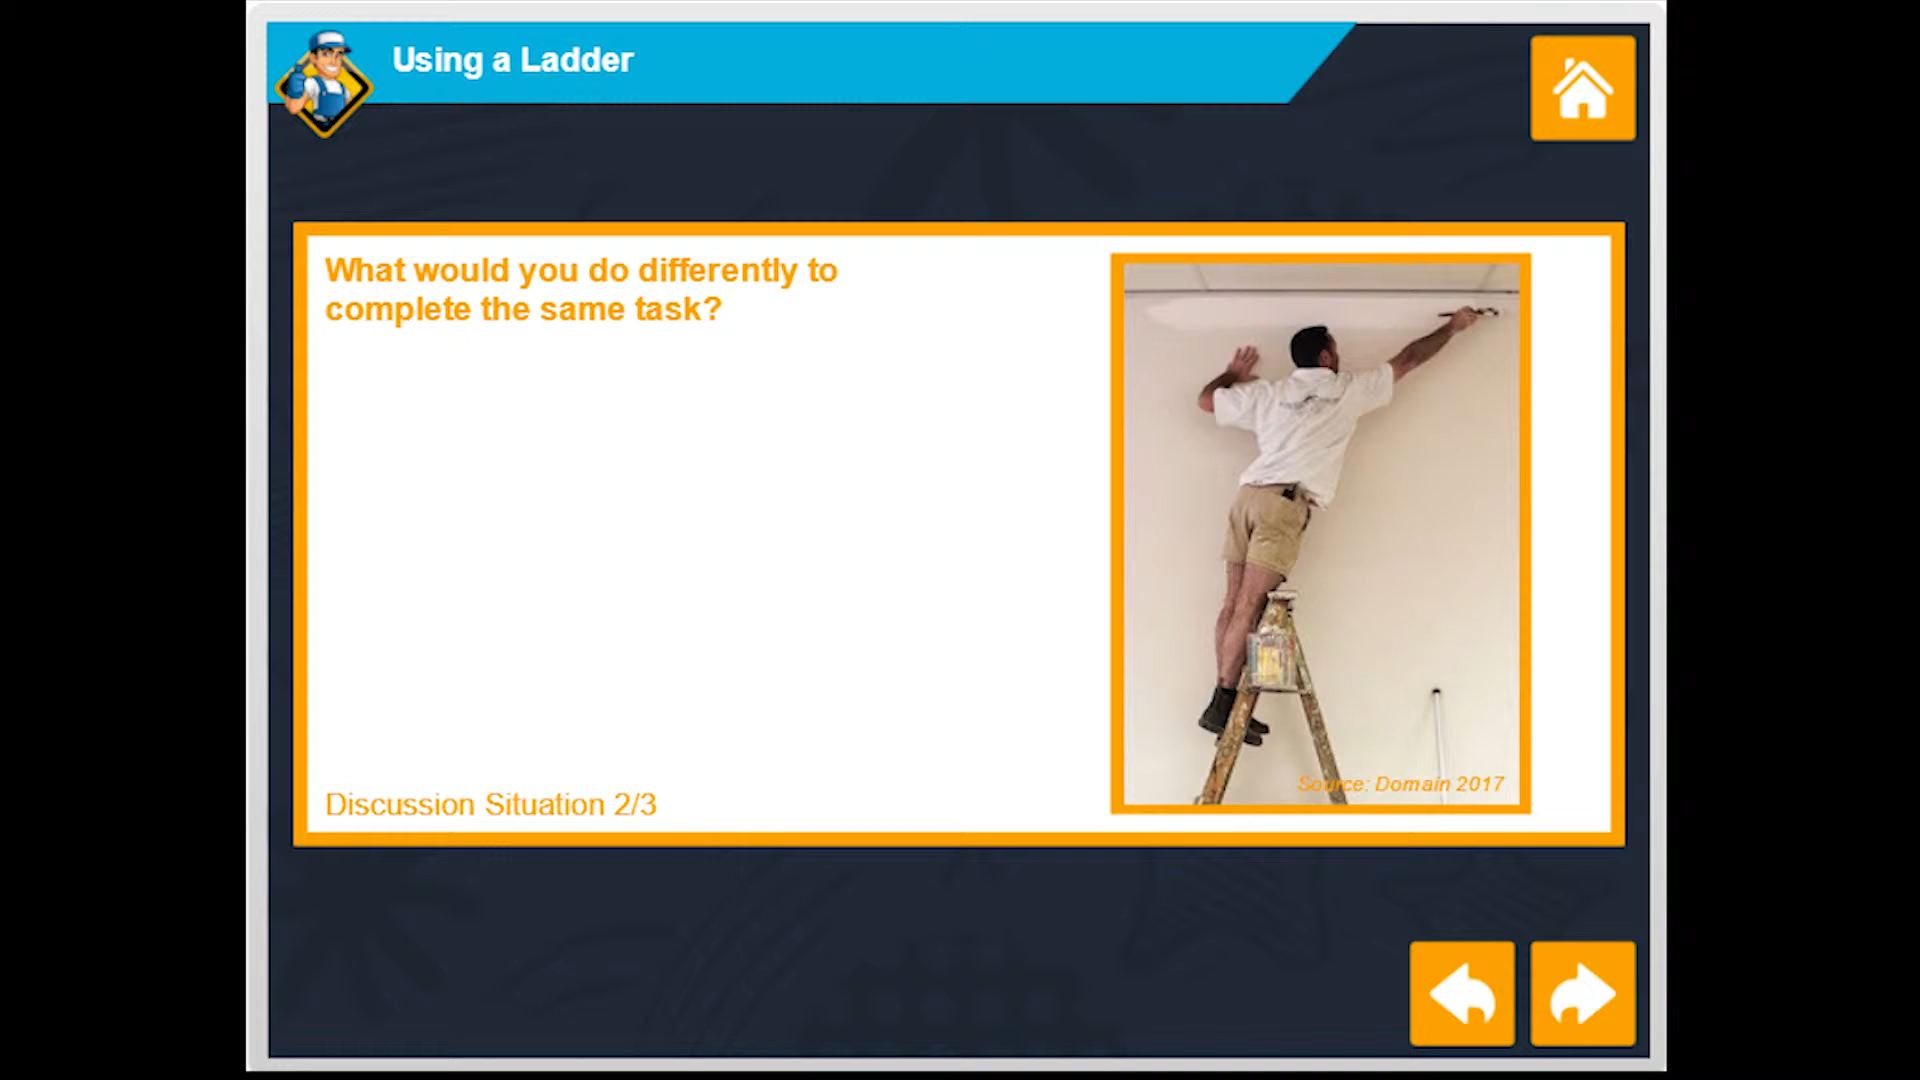 Using a Ladder
What would you do differently to
complete the same task?
Source: Domain 2017
Discussion Situation 2/3